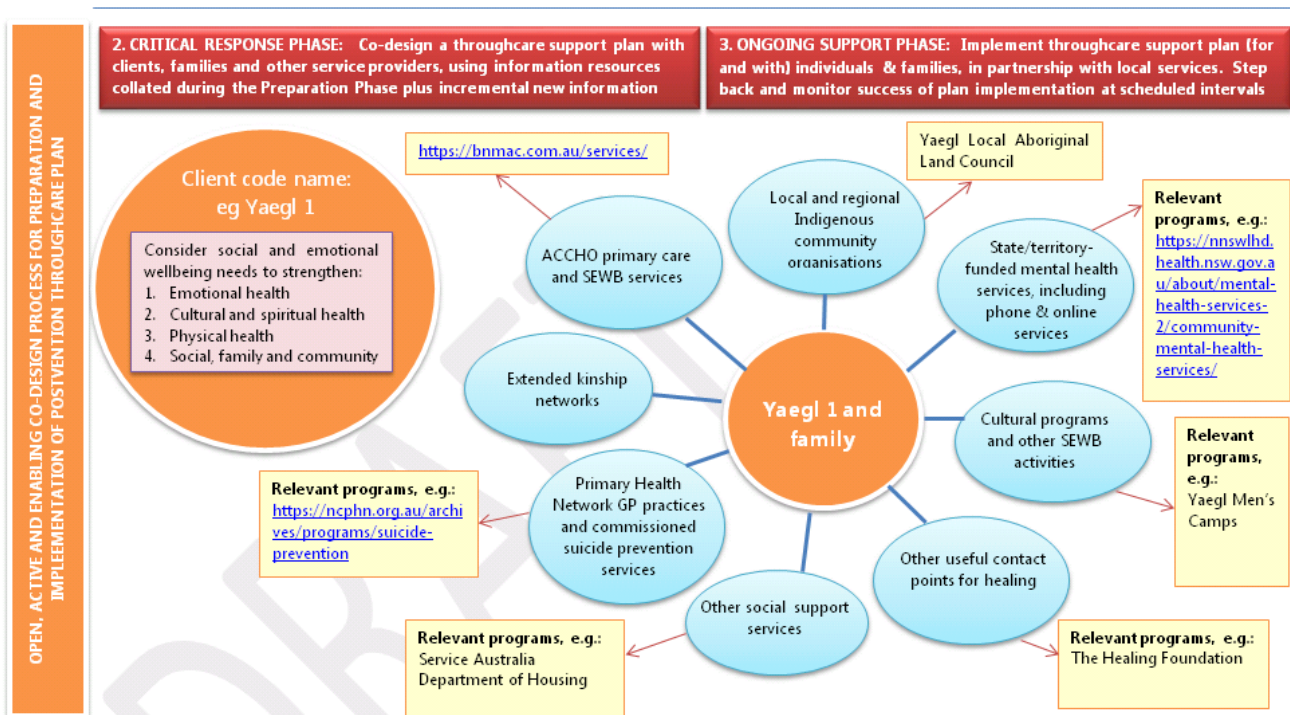 OPEN, ACTIVE AND ENABLING CO-DESIGN PROCESS FOR PREPARATION AND
IMPLEEMENTATION OF POSTVENTION THROUGHCARE PLAN
2. CRITICAL RESPONSE PHASE: Co-design a throughcare support plan with
clients, families and other service providers, using information resources
collated during the Preparation Phase plus incremental new information
3. ONGOING SUPPORT PHASE: Implement throughcare support plan (for
and with) individuals & families, in partnership with local services. Step
back and monitor success of plan implementation at scheduled intervals
Client code name:
eg Yaegl 1
Consider social and emotional
wellbeing needs to strengthen:
1. Emotional health
2. Cultural and spiritual health
3. Physical health
4. Social, family and community
https://bnmac.com.au/services/
ACCHO primary care
and SEWB services
Local and regional
Indigenous
community
organisations
Yaegl Local Aboriginal
Land Council
State/territory-
funded mental health
services, including
phone & online
services
Relevant
programs, e.g.:
https://nnswlhd.
health.nsw.gov.a
u/about/mental-
health-services-
2/community-
mental-health-
services/
Extended kinship
networks
Yaegl 1 and
family
Cultural programs
and other SEWB
activities
Relevant
programs,
e.g.:
Yaegl Men's
Camps
Relevant programs, e.g.:
https://ncphn.org.au/archi
ves/programs/suicide-
prevention
Primary Health
Network GP practices
and commissioned
suicide prevention
services
Other useful contact
points for healing
Other social support
services
Relevant programs, e.g.:
Service Australia
Department of Housing
Relevant programs, e.g.:
The Healing Foundation
DRAFT